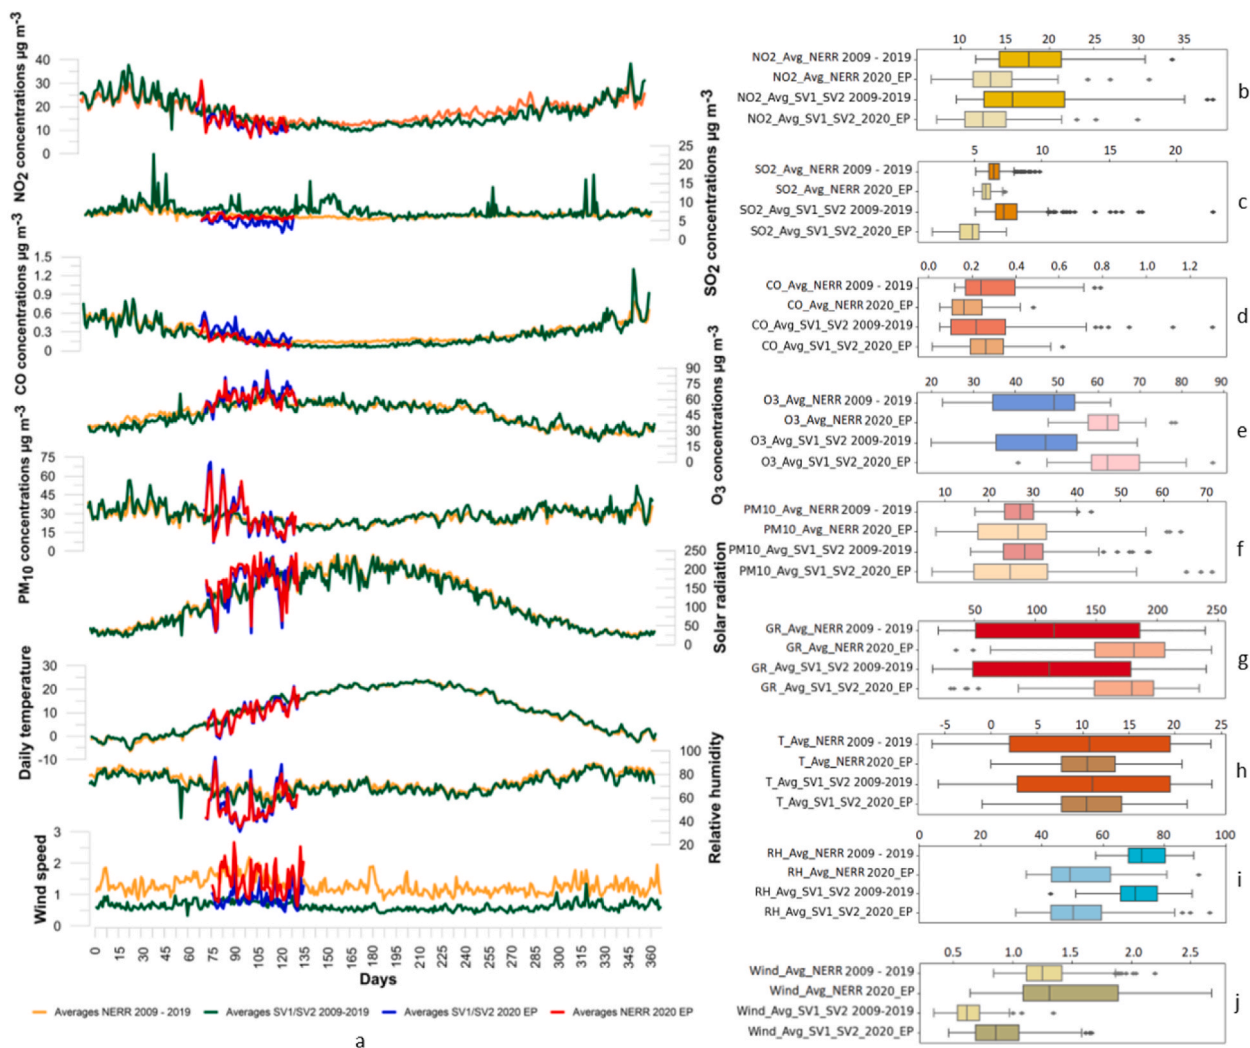 NO2 concentrations µg m-3
40
30
20
10
0
SO2 concentrations µg m-3
25
20
15
10
5
0
CO concentrations µg m-3
1.5
1.2
0.9
0.6
0.3
0
O3 concentrations µg m-3
90
75
60
45
30
15
0
PM10 concentrations µg m-3
75
60
45
30
15
0
Solar radiation
250
200
150
100
50
0
Daily temperature
30
20
10
0
-10
Relative humidity
100
80
60
40
20
Wind speed
3
2
1
0
0 15 30 45 60 75 90 105 120 135 150 165 180 195 210 225 240 255 270 285 300 315 330 345 360
Days
Averages NERR 2009 - 2019 Averages SV1/SV2 2009-2019 Averages SV1/SV2 2020 EP Averages NERR 2020 EP
a
10 15 20 25 30 35
NO2_Avg_NERR 2009 - 2019
NO2_Avg_NERR 2020_EP
NO2_Avg_SV1_SV2 2009-2019
NO2_Avg_SV1_SV2_2020_EP
b
5 10 15 20
SO2_Avg_NERR 2009 - 2019
SO2_Avg_NERR 2020_EP
SO2_Avg_SV1_SV2 2009-2019
SO2_Avg_SV1_SV2_2020_EP
c
0.0 0.2 0.4 0.6 0.8 1.0 1.2
CO_Avg_NERR 2009 - 2019
CO_Avg_NERR 2020_EP
CO_Avg_SV1_SV2 2009-2019
CO_Avg_SV1_SV2_2020_EP
d
20 30 40 50 60 70 80 90
O3_Avg_NERR 2009 - 2019
O3_Avg_NERR 2020_EP
O3_Avg_SV1_SV2 2009-2019
O3_Avg_SV1_SV2_2020_EP
e
10 20 30 40 50 60 70
PM10_Avg_NERR 2009 - 2019
PM10_Avg_NERR 2020_EP
PM10_Avg_SV1_SV2 2009-2019
PM10_Avg_SV1_SV2_2020_EP
f
50 100 150 200 250
GR_Avg_NERR 2009 - 2019
GR_Avg_NERR 2020_EP
GR_Avg_SV1_SV2 2009-2019
GR_Avg_SV1_SV2_2020_EP
g
-5 0 5 10 15 20 25
T_Avg_NERR 2009 - 2019
T_Avg_NERR 2020_EP
T_Avg_SV1_SV2 2009-2019
T_Avg_SV1_SV2_2020_EP
h
0 20 40 60 80 100
RH_Avg_NERR 2009 - 2019
RH_Avg_NERR 2020_EP
RH_Avg_SV1_SV2 2009-2019
RH_Avg_SV1_SV2_2020_EP
i
0.5 1.0 1.5 2.0 2.5
Wind_Avg_NERR 2009 - 2019
Wind_Avg_NERR 2020_EP
Wind_Avg_SV1_SV2 2009-2019
Wind_Avg_SV1_SV2_2020_EP
j